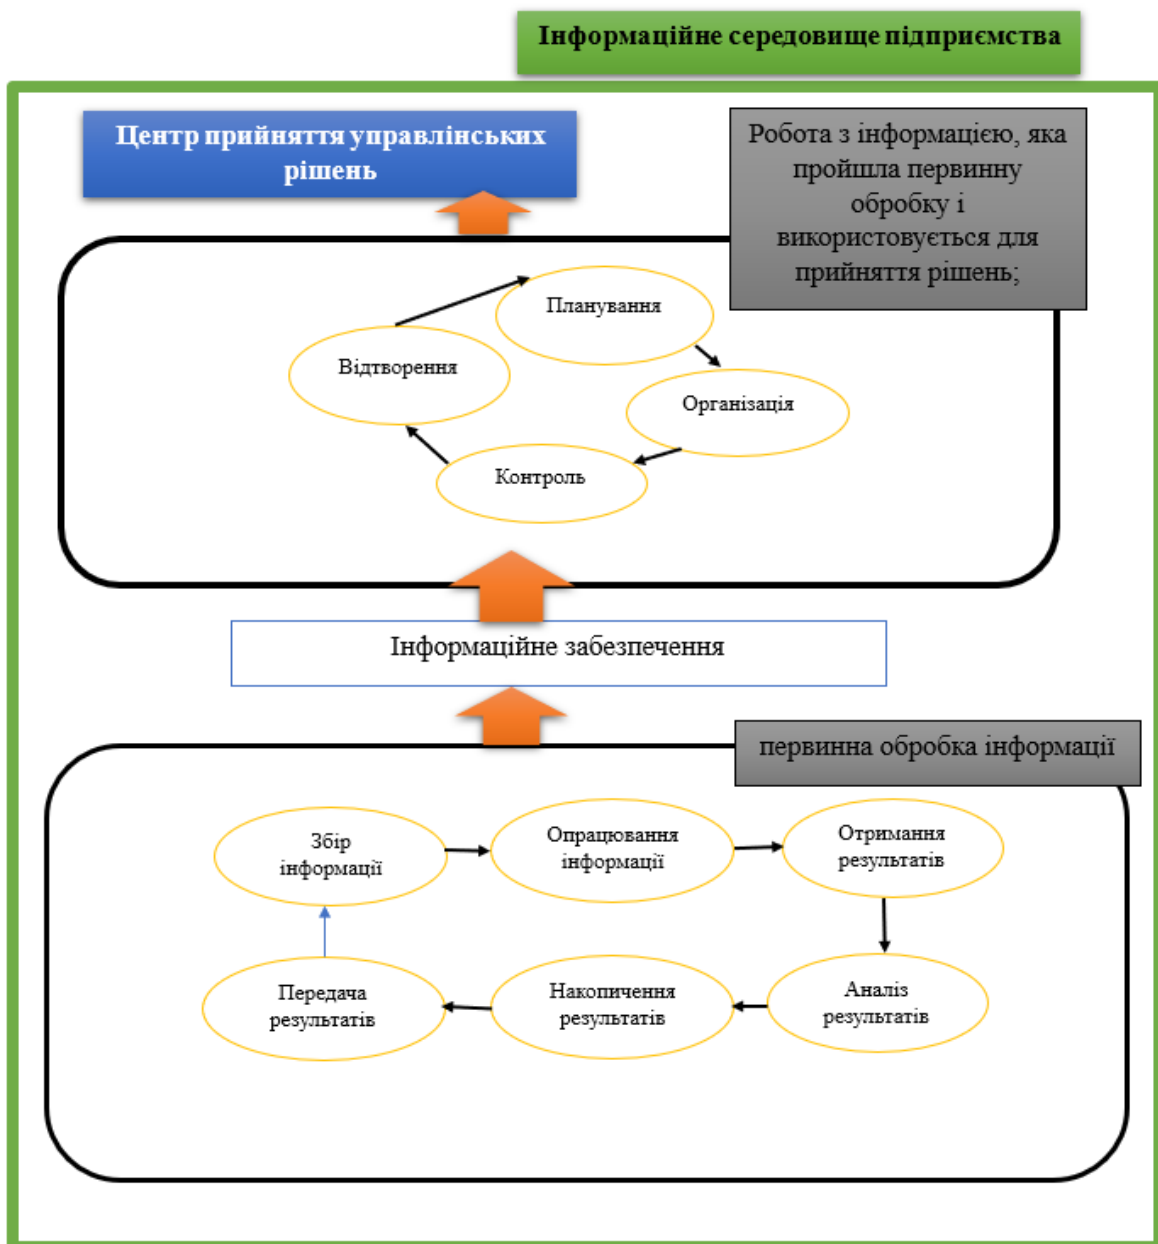 Інформаційне середовище підприємства
Центр прийняття управлінських
рішень
Робота з інформацією, яка
пройшла первинну
обробку і
використовується для
прийняття рішень;
Планування
Відтворення
Організація
Контроль
Інформаційне забезпечення
первинна обробка інформації
Збір
інформації
Опрацювання
інформації
Отримання
результатів
Передача
результатів
Накопичення
результатів
Аналіз
результатів